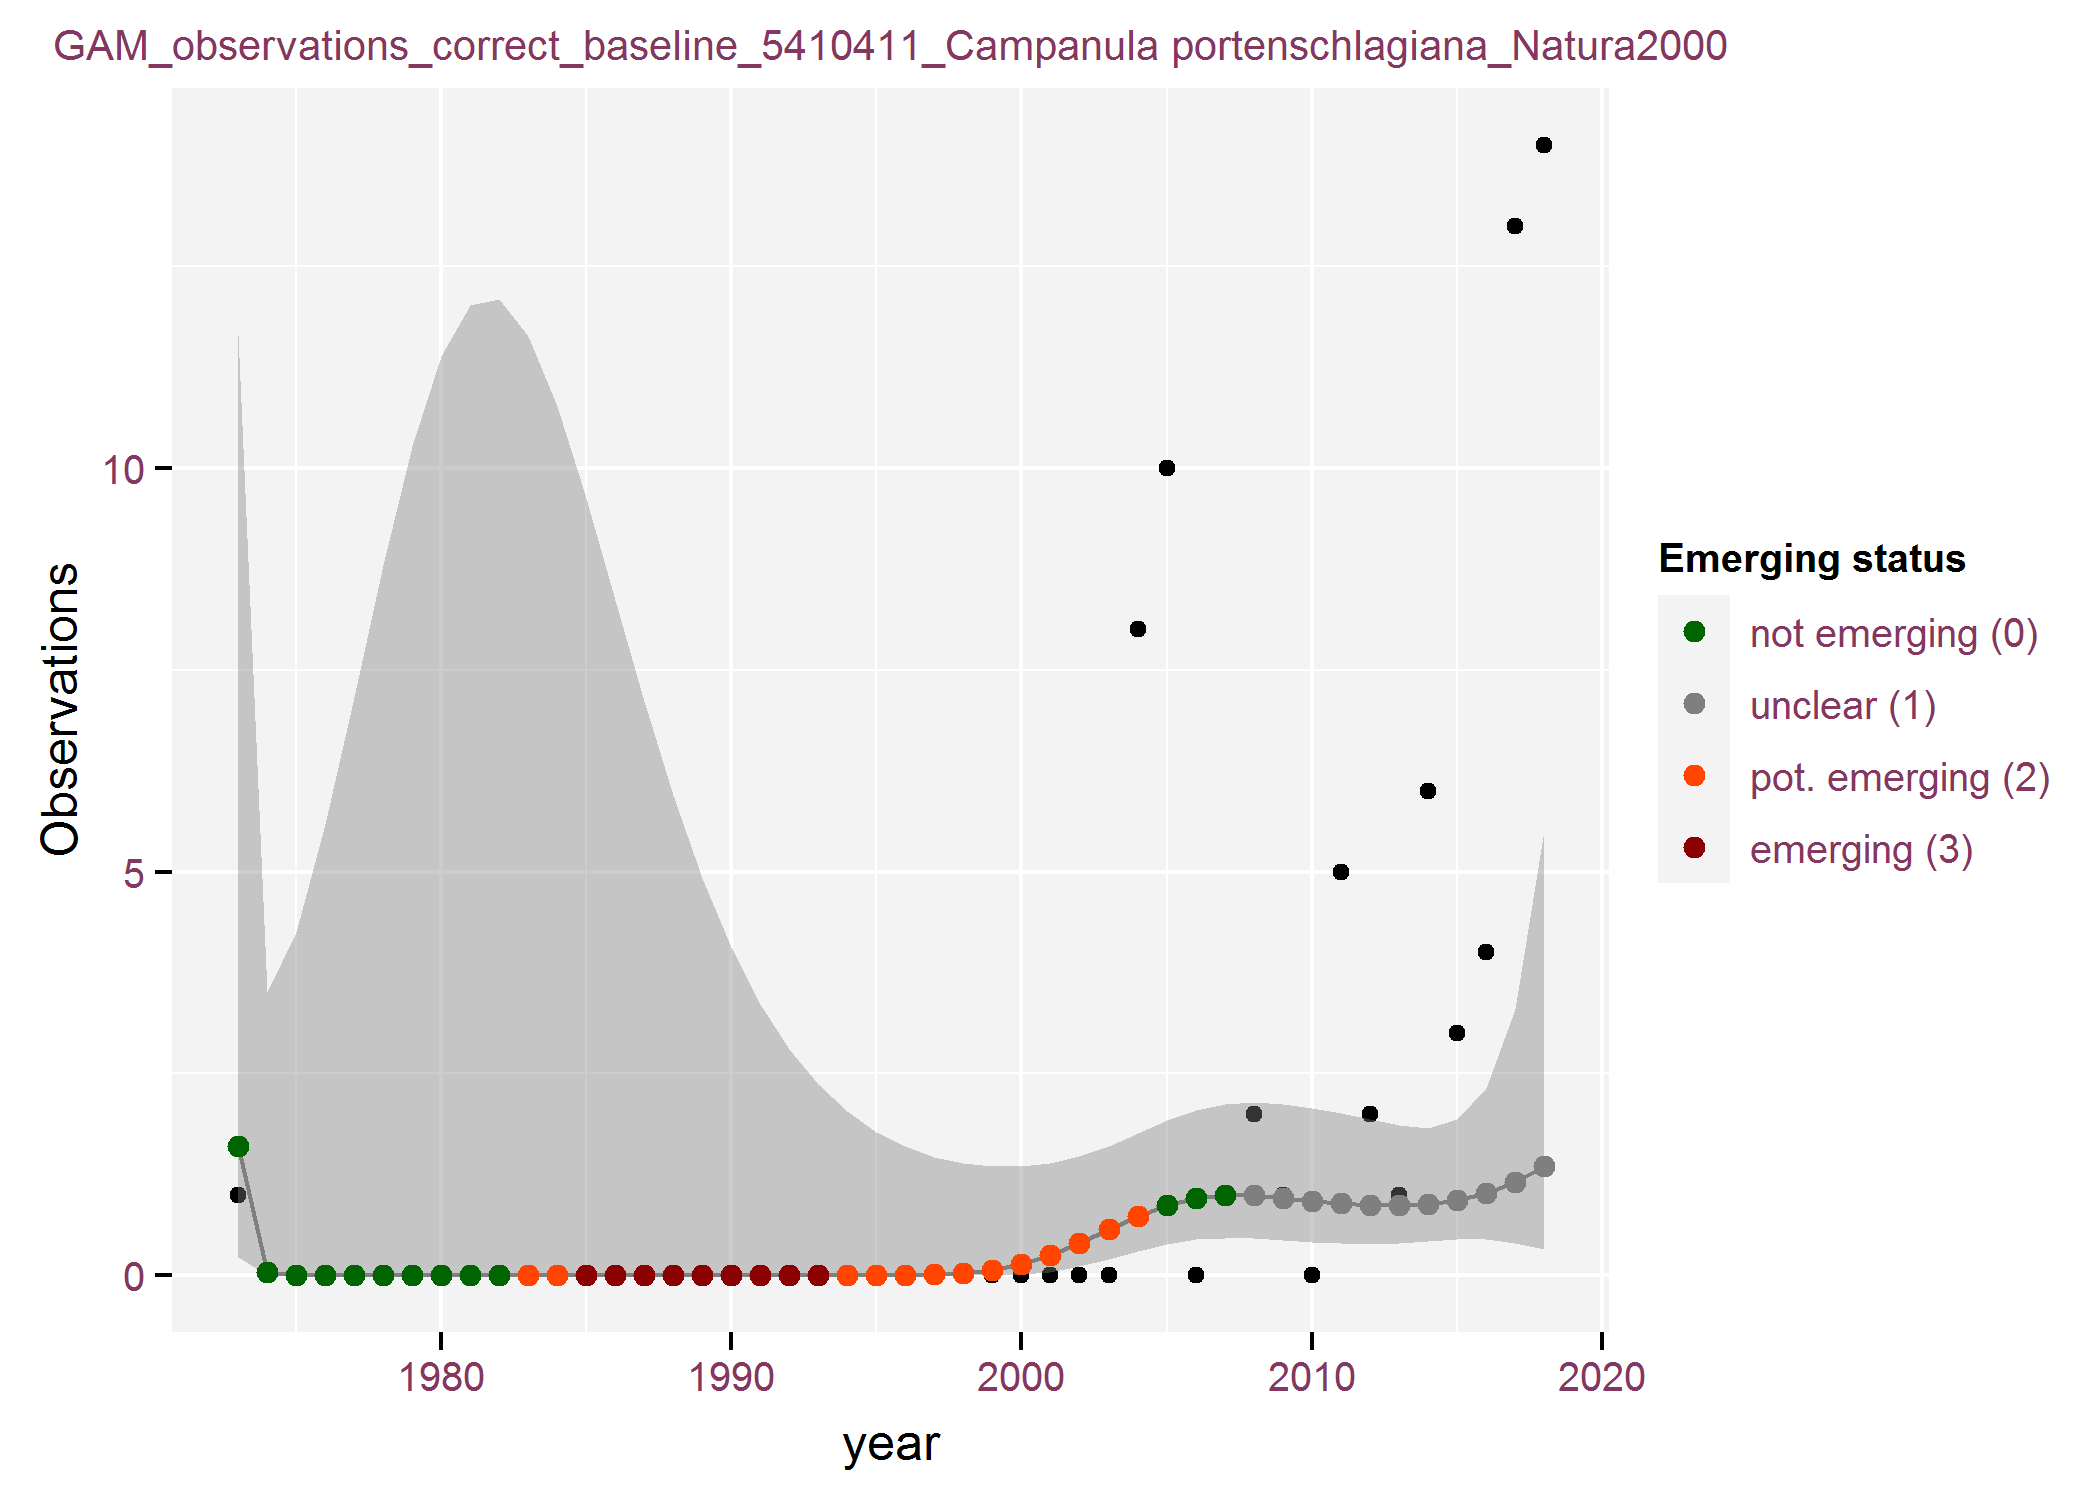 GAM_observations_correct_baseline_5410411_Campanula portenschlagiana_Natura2000
Observations
10
5
0
1980
1990
2000
2010
2020
year
Emerging status
not emerging (0)
unclear (1)
pot. emerging (2)
emerging (3)